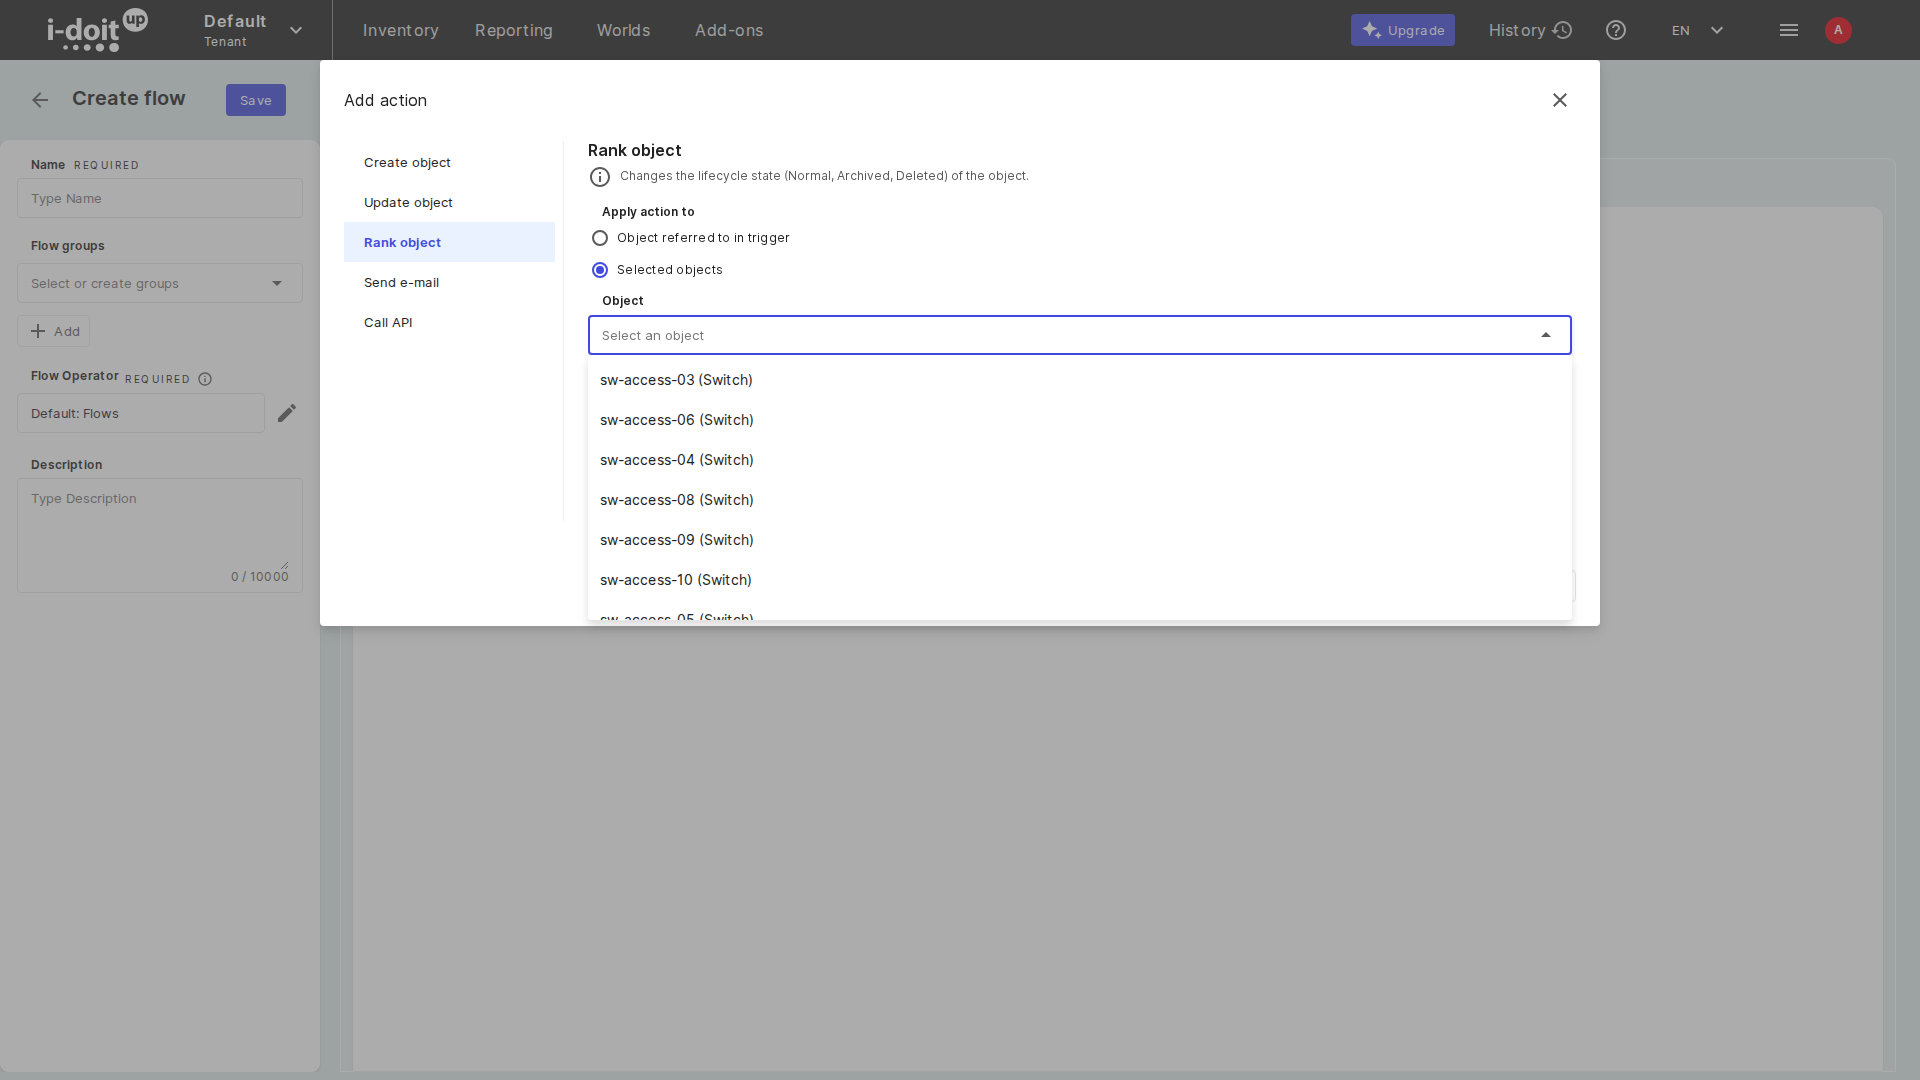 i-doit up
Default
Tenant
Inventory
Reporting
Worlds
Add-ons
Upgrade
History
EN
A
Create flow
Save
Name REQUIRED
Type Name
Flow groups
Select or create groups
Add
Flow Operator REQUIRED
Default: Flows
Description
Type Description
0 / 10000
Add action
Create object
Update object
Rank object
Send e-mail
Call API
Rank object
Changes the lifecycle state (Normal, Archived, Deleted) of the object.
Apply action to
Object referred to in trigger
Selected objects
Object
Select an object
sw-access-03 (Switch)
sw-access-06 (Switch)
sw-access-04 (Switch)
sw-access-08 (Switch)
sw-access-09 (Switch)
sw-access-10 (Switch)
sw-access-05 (Switch)